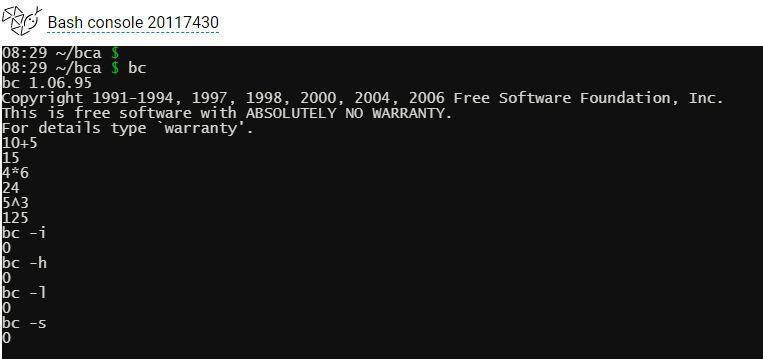 Bash console 20117430
08:29 ~/bca $
08:29 ~/bca $ bc
bc 1.06.95
Copyright 1991-1994, 1997, 1998, 2000, 2004, 2006 Free Software Foundation, Inc.
This is free software with ABSOLUTELY NO WARRANTY.
For details type `warranty'.
10+5
15
4*6
24
5^3
125
bc -i
0
bc -h
0
bc -l
0
bc -s
0